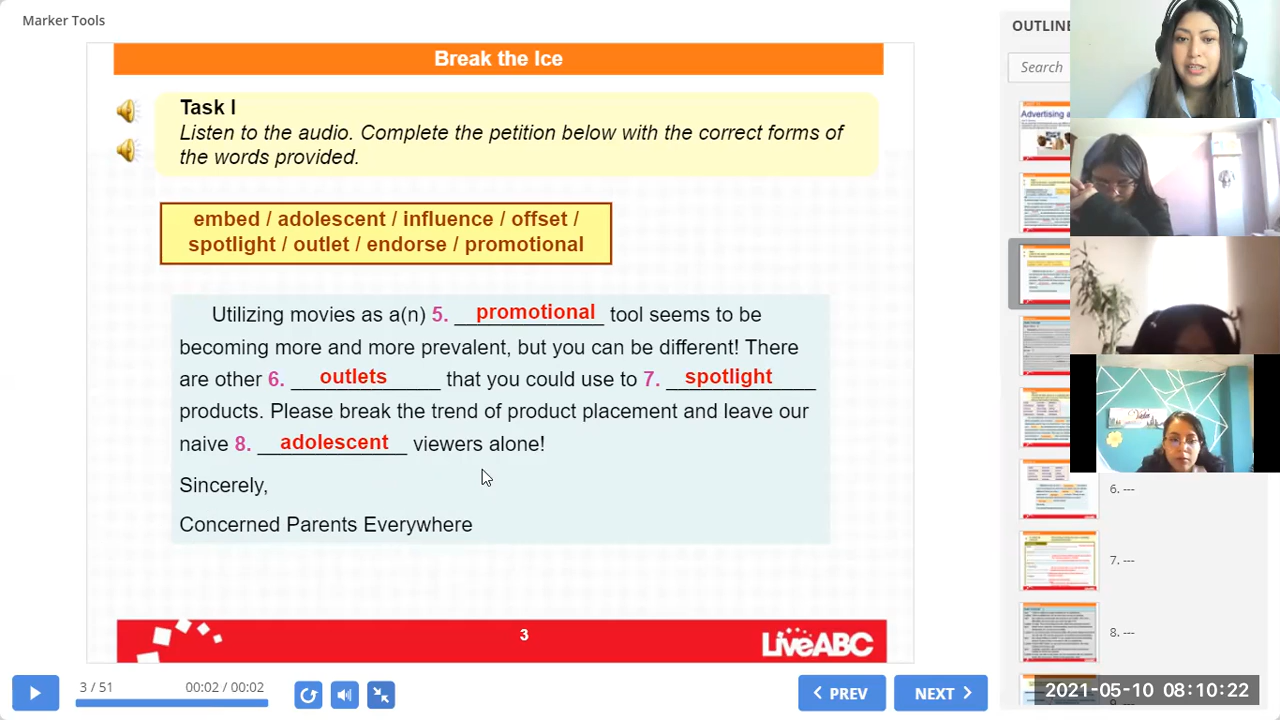 Marker Tools
OUTLINE
Search
Break the Ice
Task I
Listen to the audio. Complete the petition below with the correct forms of
the words provided.
embed / adolescent / influence / offset /
spotlight / outlet / endorse / promotional
Utilizing movies as a(n) 5. promotional tool seems to be
becoming more and more prevalent, but you can be different! There
are other 6. outlets that you could use to 7. spotlight
products. Please break the trend of product placement and leave our
naive 8. adolescent viewers alone!
Sincerely,
Concerned Parents Everywhere
3
LiveABC
Advertising a
6. ---
7. ---
8. ---
3 / 51
00:02 / 00:02
PREV
NEXT
2021-05-10 08:10:22